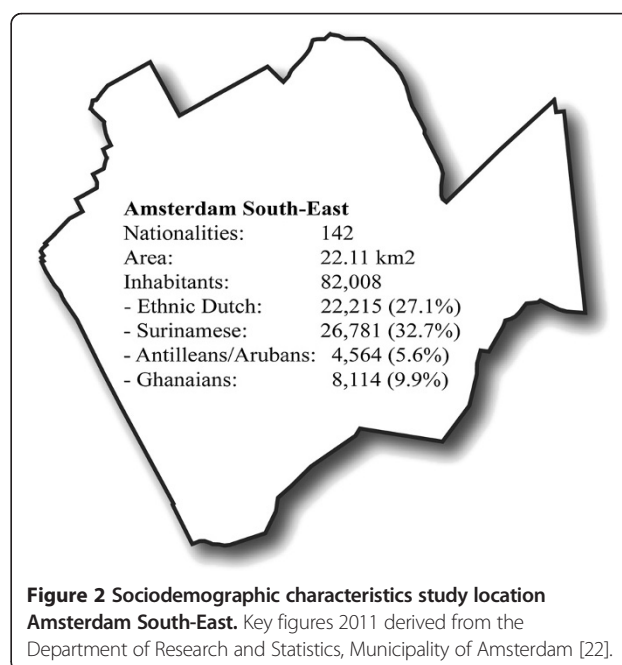 Amsterdam South-East
Nationalities: 142
Area: 22.11 km2
Inhabitants: 82,008
- Ethnic Dutch: 22,215 (27.1%)
- Surinamese: 26,781 (32.7%)
- Antilleans/Arubans: 4,564 (5.6%)
- Ghanaians: 8,114 (9.9%)
Figure 2 Sociodemographic characteristics study location
Amsterdam South-East. Key figures 2011 derived from the
Department of Research and Statistics, Municipality of Amsterdam [22].